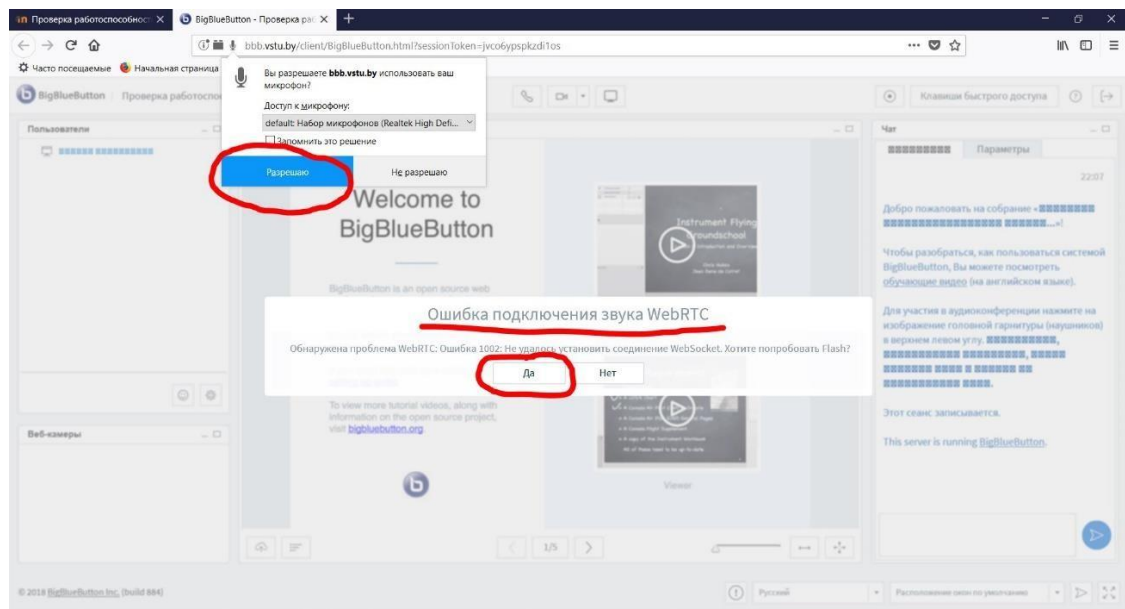 Проверка работоспособност
BigBlueButton - Проверка ра
bbb.vstu.by/client/BigBlueButton.html?sessionToken=jvco6ypspkzdi1os
Часто посещаемые
Начальная страница
Вы разрешаете bbb.vstu.by использовать ваш
микрофон?
Доступ к микрофону:
default: Набор микрофонов (Realtek High Defi...
Запомнить это решение
Разрешаю
Не разрешаю
BigBlueButton
Проверка работоспо
Клавиши быстрого доступа
Пользователи
Чат
Параметры
22:07
Welcome to
BigBlueButton
BigBlueButton is an open source web
Instrument Flying
Groundschool
Добро пожаловать на собрание «
...»!
Чтобы разобраться, как пользоваться системой
BigBlueButton, Вы можете посмотреть
обучающие видео (на английском языке).
Для участия в аудиоконференции нажмите на
изображение головной гарнитуры (наушников)
в верхнем левом углу.
Этот сеанс записывается.
This server is running BigBlueButton.
Ошибка подключения звука WebRTC
Обнаружена проблема WebRTC: Ошибка 1002: Не удалось установить соединение WebSocket. Хотите попробовать Flash?
Да
Нет
To view more tutorial videos, along with
information on the open source project,
visit bigbluebutton.org.
Viewer
Веб-камеры
1/5
© 2018 BigBlueButton Inc. (build 884)
Русский
Расположение окон по умолчанию